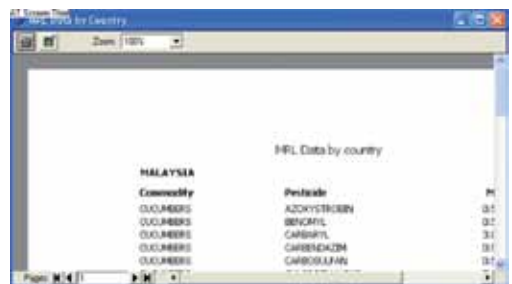 MRL Data by Country
Zoom 100%
MRL Data by country
MALAYSIA
Commodity Pesticide
CUCUMBERS AZOXYSTROBIN
CUCUMBERS BENOMYL
CUCUMBERS CARBARYL
CUCUMBERS CARBENDAZIM
CUCUMBERS CARBOSULFAN
Pages: 1